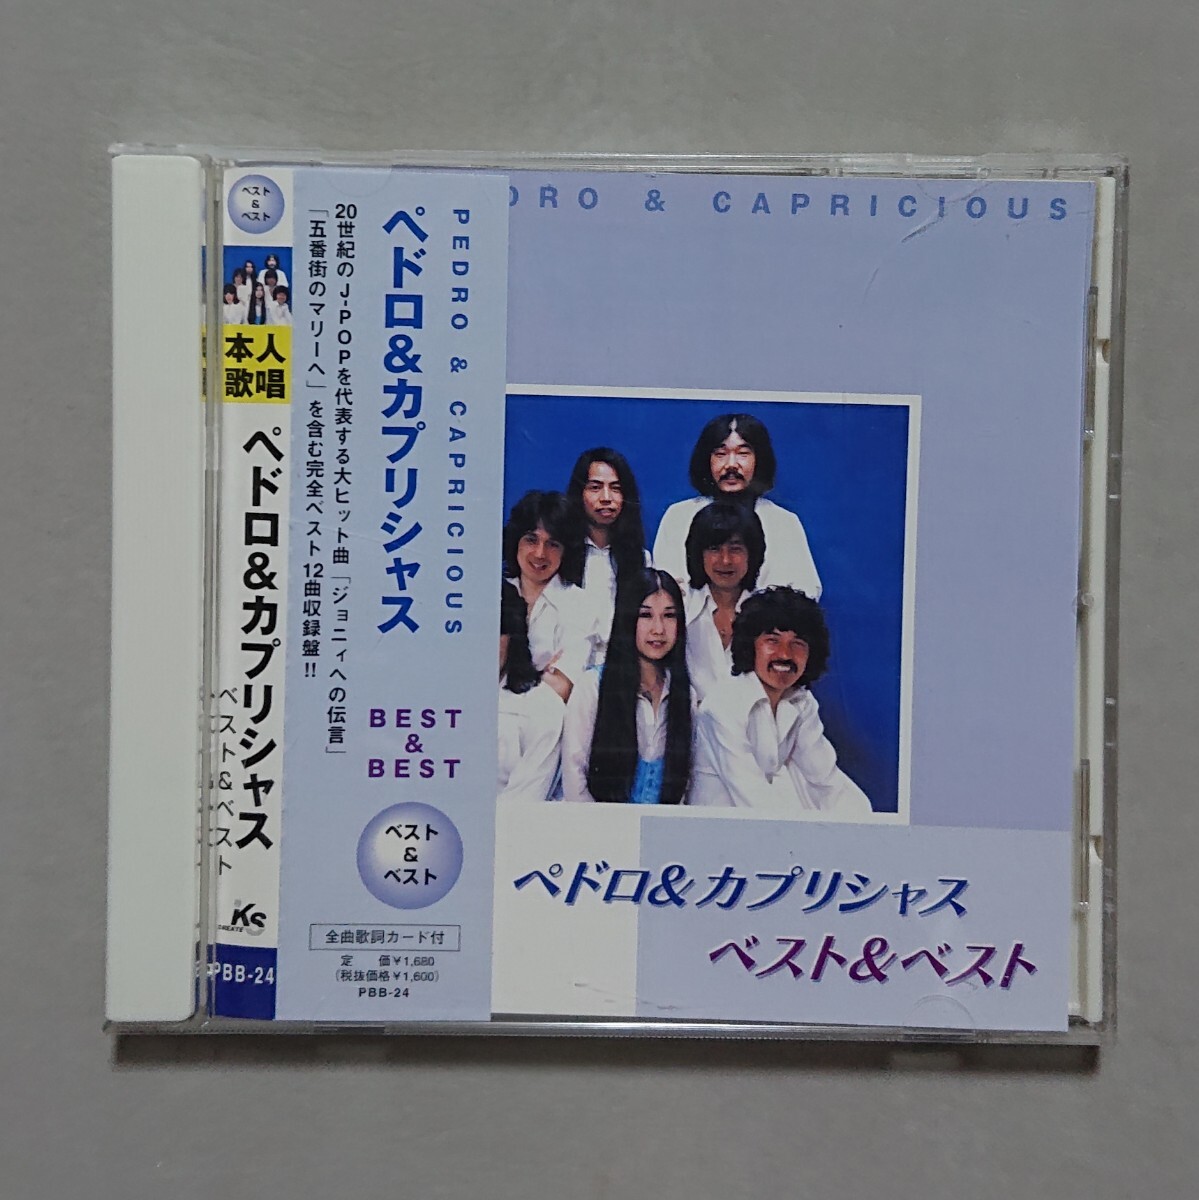 ベスト
&
ベスト
本人
歌唱
ペドロ&カプリシャス
ベスト&ベスト
KS
CREATE
PBB-24
20世紀のJ-POPを代表する大ヒット曲「ジョニィへの伝言」
「五番街のマリーへ」を含む完全ベスト12曲収録盤!!
ペドロ&カプリシャス
PEDRO & CAPRICIOUS
BEST
&
BEST
ベスト
&
ベスト
全曲歌詞カード付
定 価¥1,680
(税抜価格¥1,600)
PBB-24
DRO & CAPRICIOUS
ペドロ&カプリシャス
ベスト&ベスト